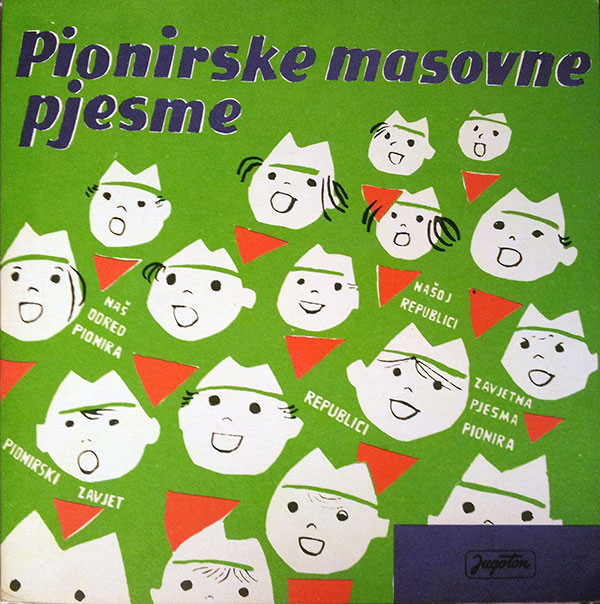 Pionirske masovne
pjesme
NAŠ
ODRED
PIONIRA
NAŠOJ
REPUBLICI
REPUBLICI
ZAVJETNA
PJESMA
PIONIRA
PIONIRSKI ZAVJET
Jugoton